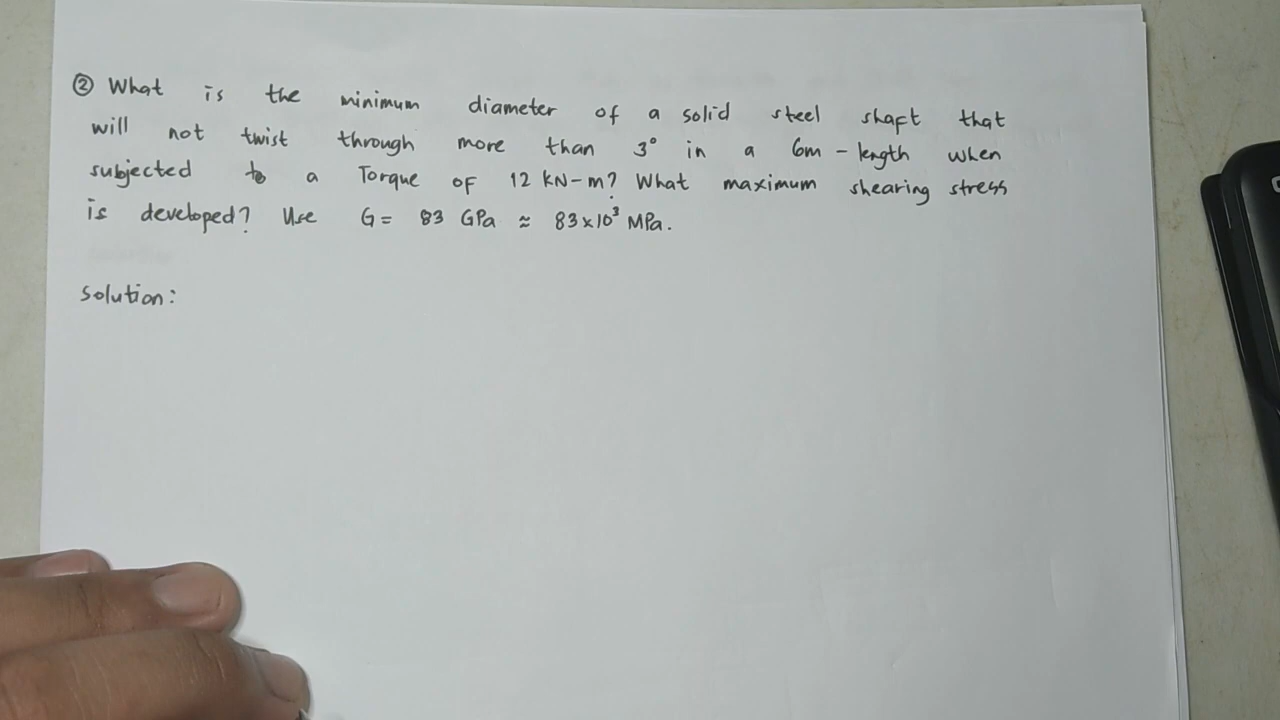 ② What is the minimum diameter of a solid steel shaft that
will not twist through more than 3° in a 6m - length when
subjected to a Torque of 12 kN-m? What maximum shearing stress
is developed? Use G = 83 GPa ≈ 83x10³ MPa.
Solution: